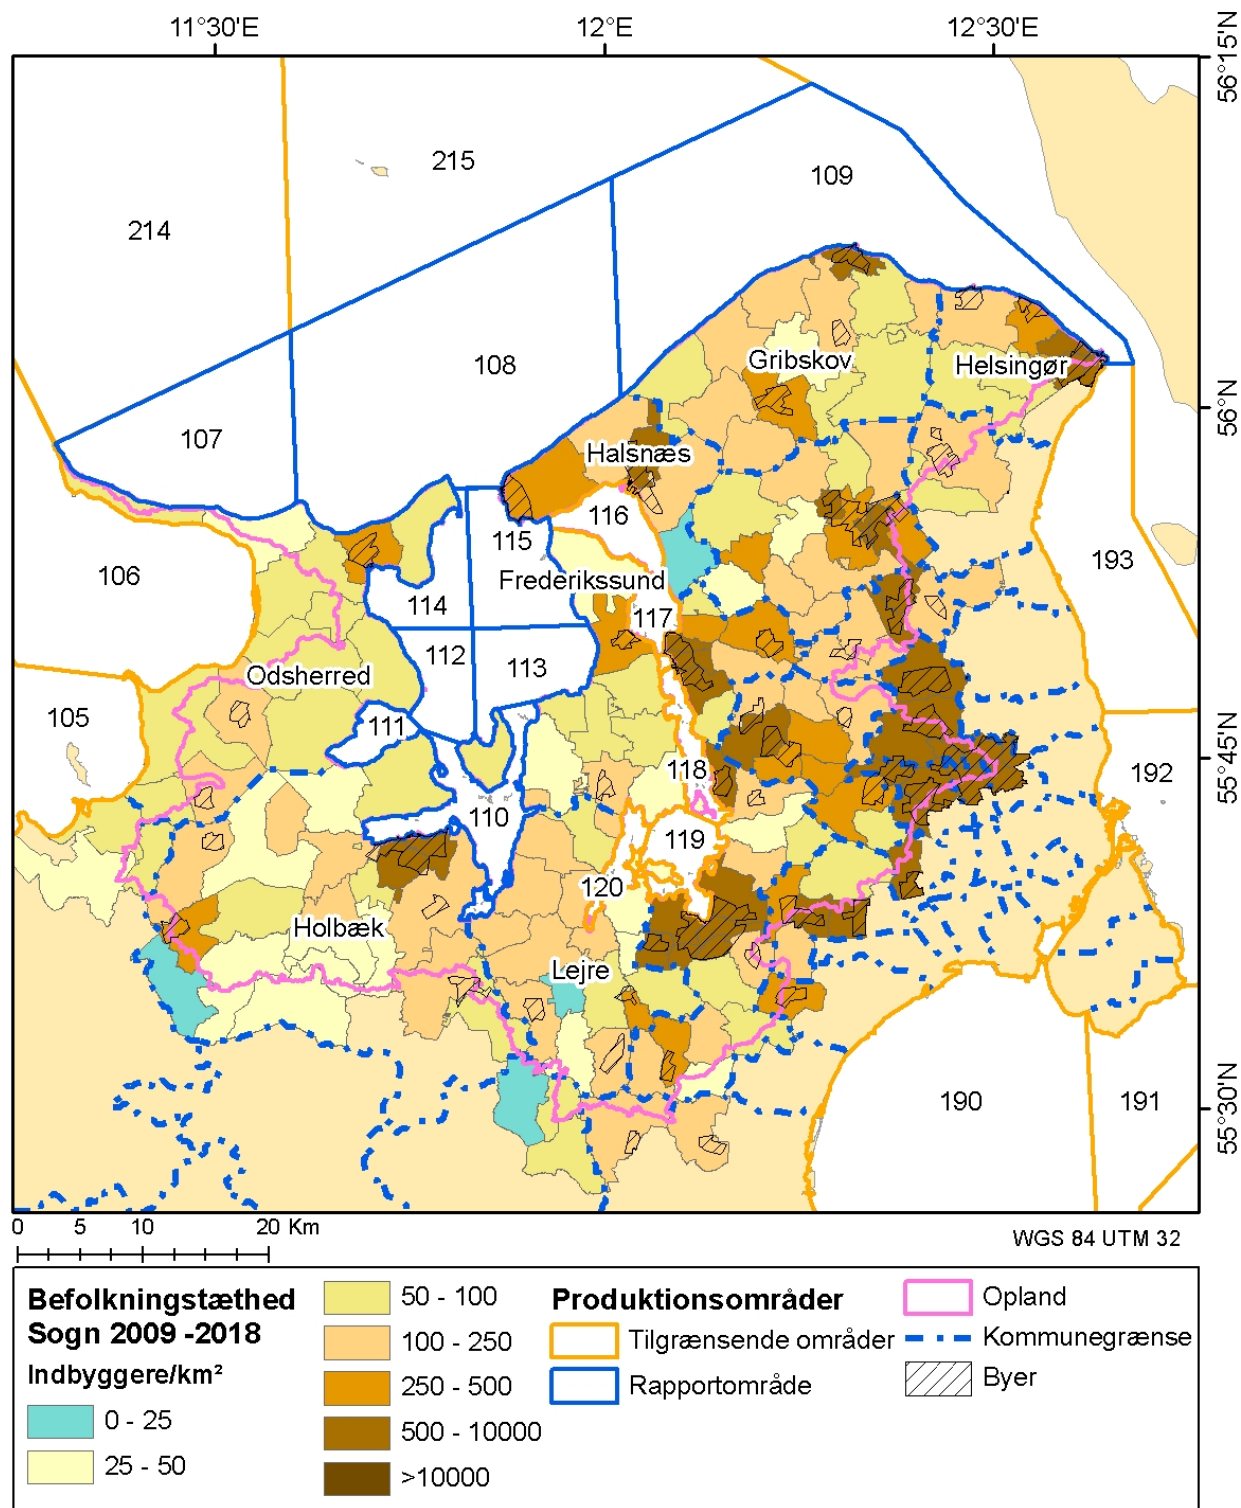 11°30'E 12°E 12°30'E
56°15'N
215
109
214
108
Gribskov
Helsingør
56°N
107
Halsnæs
116
115
106
193
Frederikssund
114
117
112
113
Odsherred
105
111
55°45'N
118
192
110
119
120
Holbæk
Lejre
190
191
55°30'N
0 5 10 20 Km
WGS 84 UTM 32
Befolkningstæthed
Sogn 2009 -2018
Indbyggere/km²
0 - 25
25 - 50
50 - 100
100 - 250
250 - 500
500 - 10000
>10000
Produktionsområder
Tilgrænsende områder
Rapportområde
Opland
Kommunegrænse
Byer